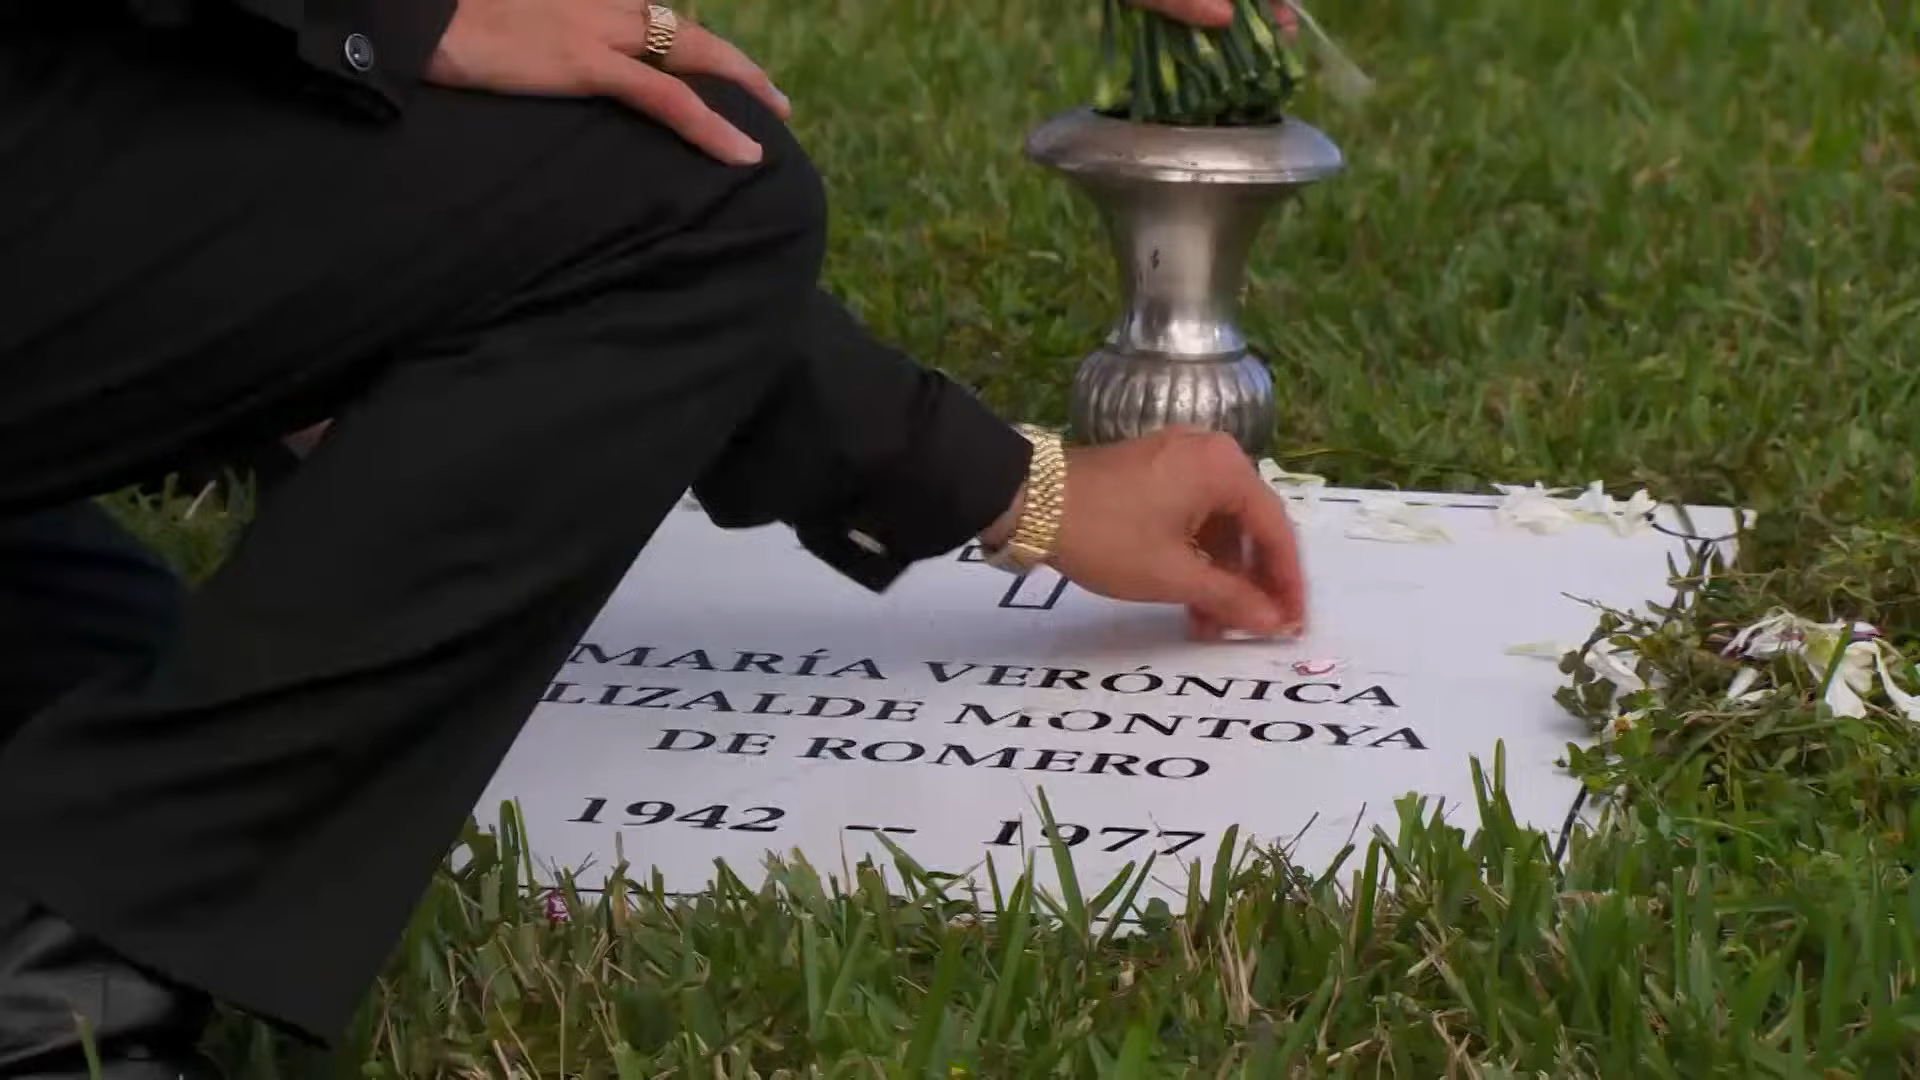 MARÍA VERÓNICA
LIZALDE MONTOYA
DE ROMERO
1942 -- 1977